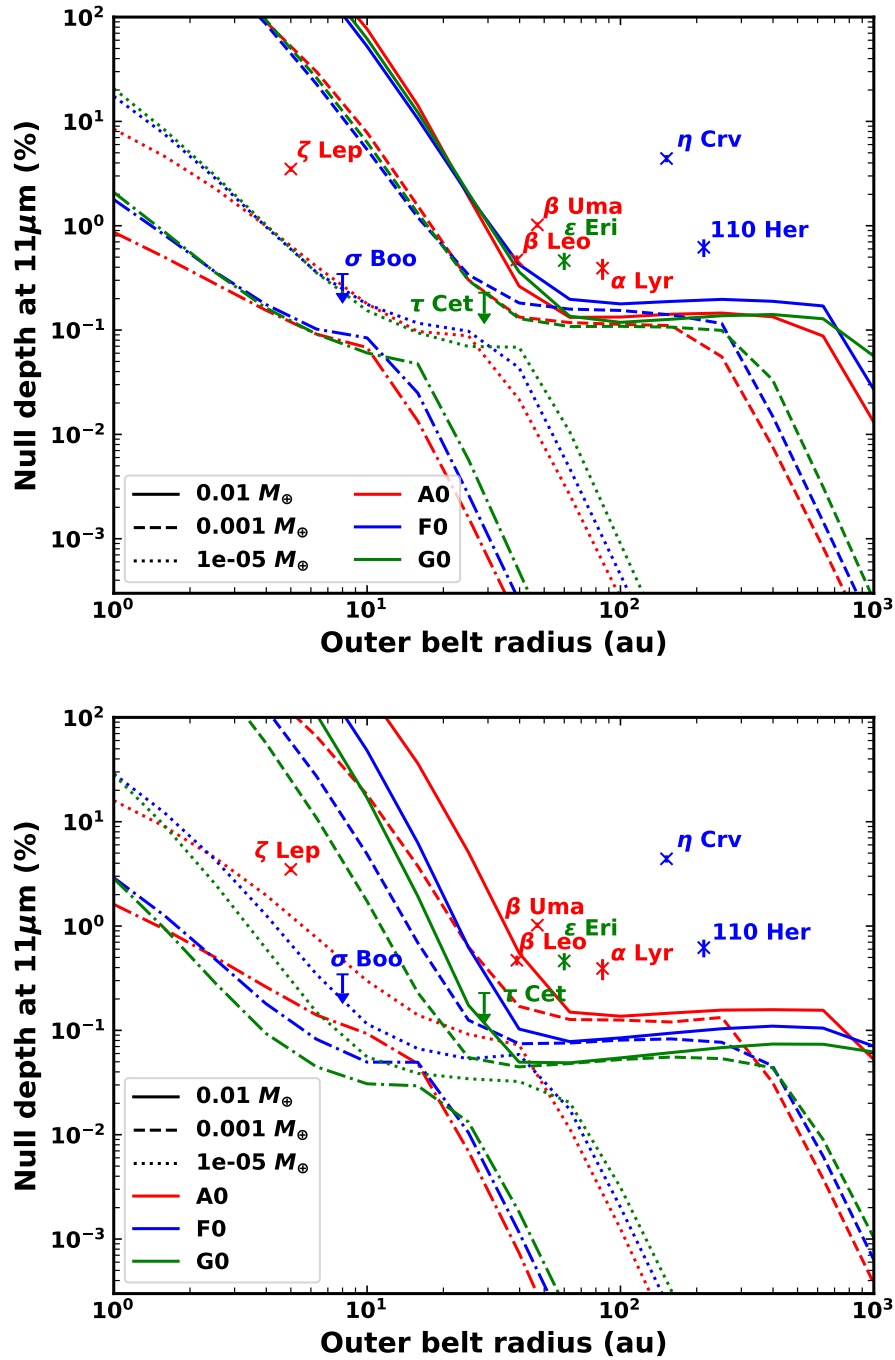 10²
10¹
10⁰
10⁻¹
10⁻²
10⁻³
Null depth at 11μm (%)
ζ Lep
η Crv
β Uma
ε Eri
β Leo
110 Her
σ Boo
α Lyr
τ Cet
0.01 M⊕
0.001 M⊕
1e-05 M⊕
A0
F0
G0
10⁰ 10¹ 10² 10³
Outer belt radius (au)
10²
10¹
10⁰
10⁻¹
10⁻²
10⁻³
Null depth at 11μm (%)
ζ Lep
η Crv
β Uma
ε Eri
β Leo
110 Her
σ Boo
α Lyr
τ Cet
0.01 M⊕
0.001 M⊕
1e-05 M⊕
A0
F0
G0
10⁰ 10¹ 10² 10³
Outer belt radius (au)